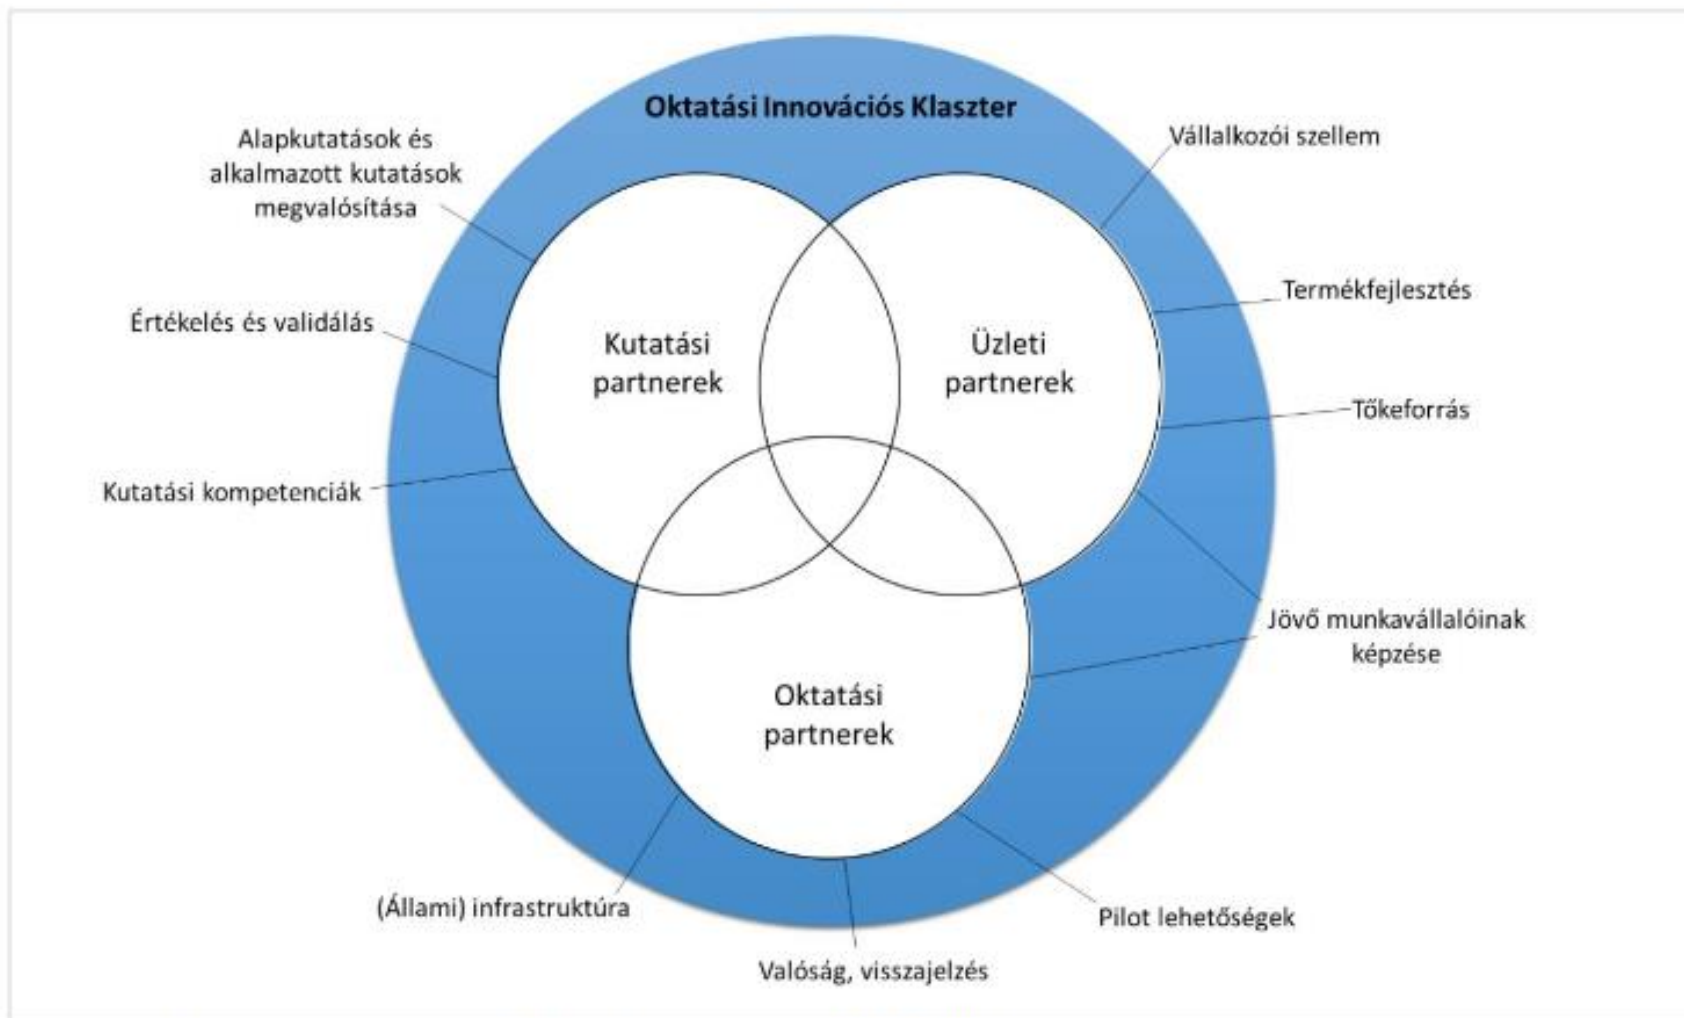 Oktatási Innovációs Klaszter
Alapkutatások és
alkalmazott kutatások
megvalósítása
Értékelés és validálás
Kutatási kompetenciák
Kutatási
partnerek
Üzleti
partnerek
Oktatási
partnerek
Vállalkozói szellem
Termékfejlesztés
Tőkeforrás
Jövő munkavállalóinak
képzése
(Állami) infrastruktúra
Valóság, visszajelzés
Pilot lehetőségek